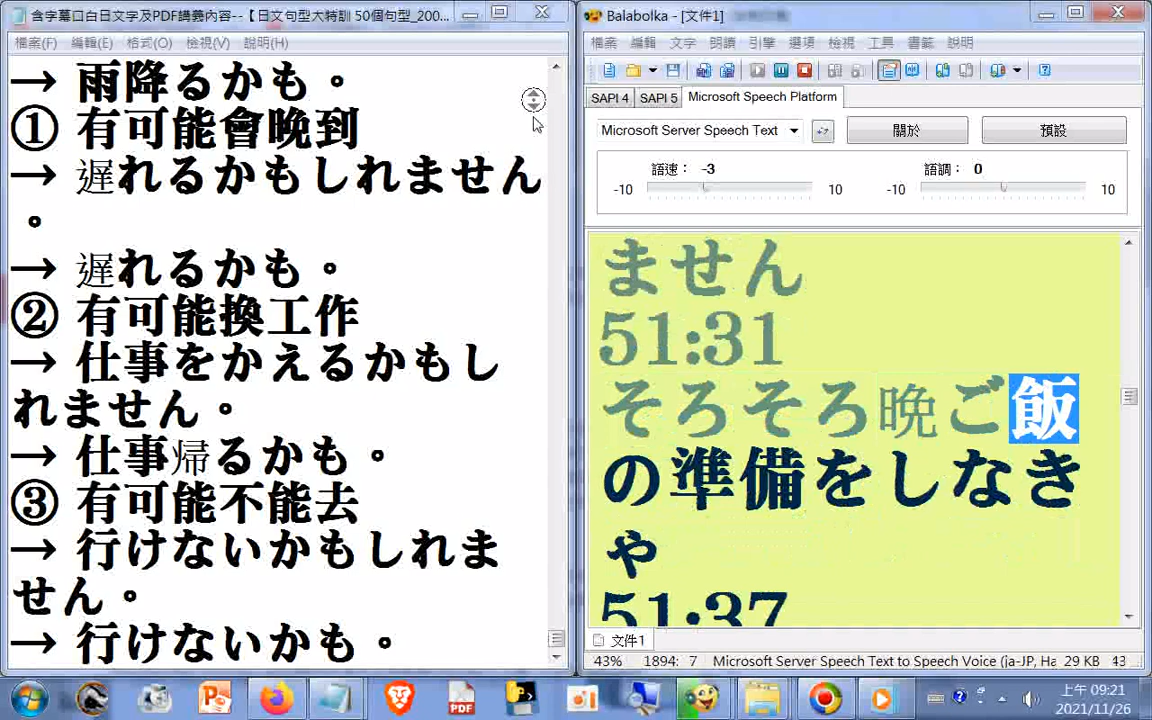 含字幕口白日文字及PDF講義內容--【日文句型大特訓 50個句型_200...
檔案(F) 編輯(E) 格式(O) 檢視(V) 說明(H)
→ 雨降るかも。
① 有可能會晚到
→ 遅れるかもしれません
。
→ 遅れるかも。
② 有可能換工作
→ 仕事をかえるかもし
れません。
→ 仕事帰るかも。
③ 有可能不能去
→ 行けないかもしれま
せん。
→ 行けないかも。
Balabolka - [文件1]
檔案 編輯 文字 朗讀 引擎 選項 檢視 工具 書籤 說明
SAPI 4 SAPI 5 Microsoft Speech Platform
Microsoft Server Speech Text 關於 預設
語速： -3 語調： 0
-10 10 -10 10
ません
51:31
そろそろ晩ご飯
の準備をしなき
ゃ
51:37
文件1
43% 1894: 7 Microsoft Server Speech Text to Speech Voice (ja-JP, Ha 29 KB 43
PDF
上午 09:21
2021/11/26